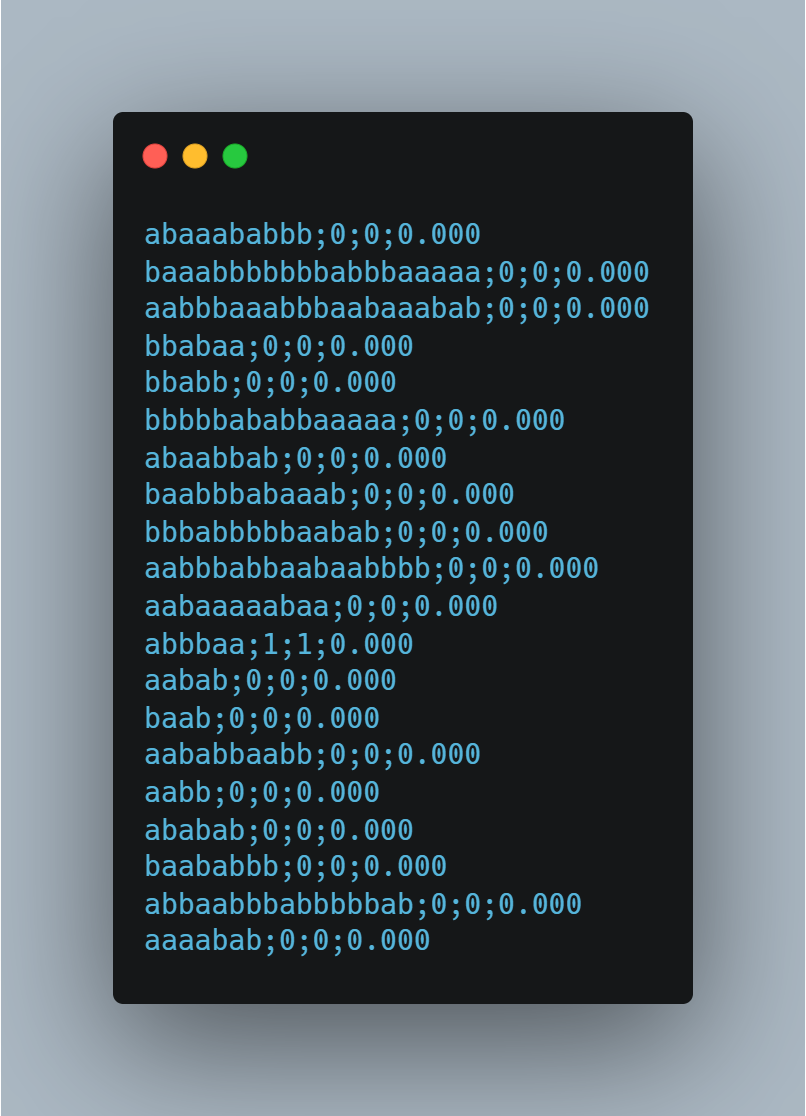 abaaababbb;0;0;0.000
baaabbbbbbbabbbaaaaa;0;0;0.000
aabbbaaabbbaabaaabab;0;0;0.000
bbabaa;0;0;0.000
bbabb;0;0;0.000
bbbbbababbaaaaa;0;0;0.000
abaabbab;0;0;0.000
baabbbabaaab;0;0;0.000
bbbabbbbbaabab;0;0;0.000
aabbbabbaabaabbbb;0;0;0.000
aabaaaaabaa;0;0;0.000
abbbaa;1;1;0.000
aabab;0;0;0.000
baab;0;0;0.000
aababbaabb;0;0;0.000
aabb;0;0;0.000
ababab;0;0;0.000
baababbb;0;0;0.000
abbaabbbabbbbbab;0;0;0.000
aaaabab;0;0;0.000